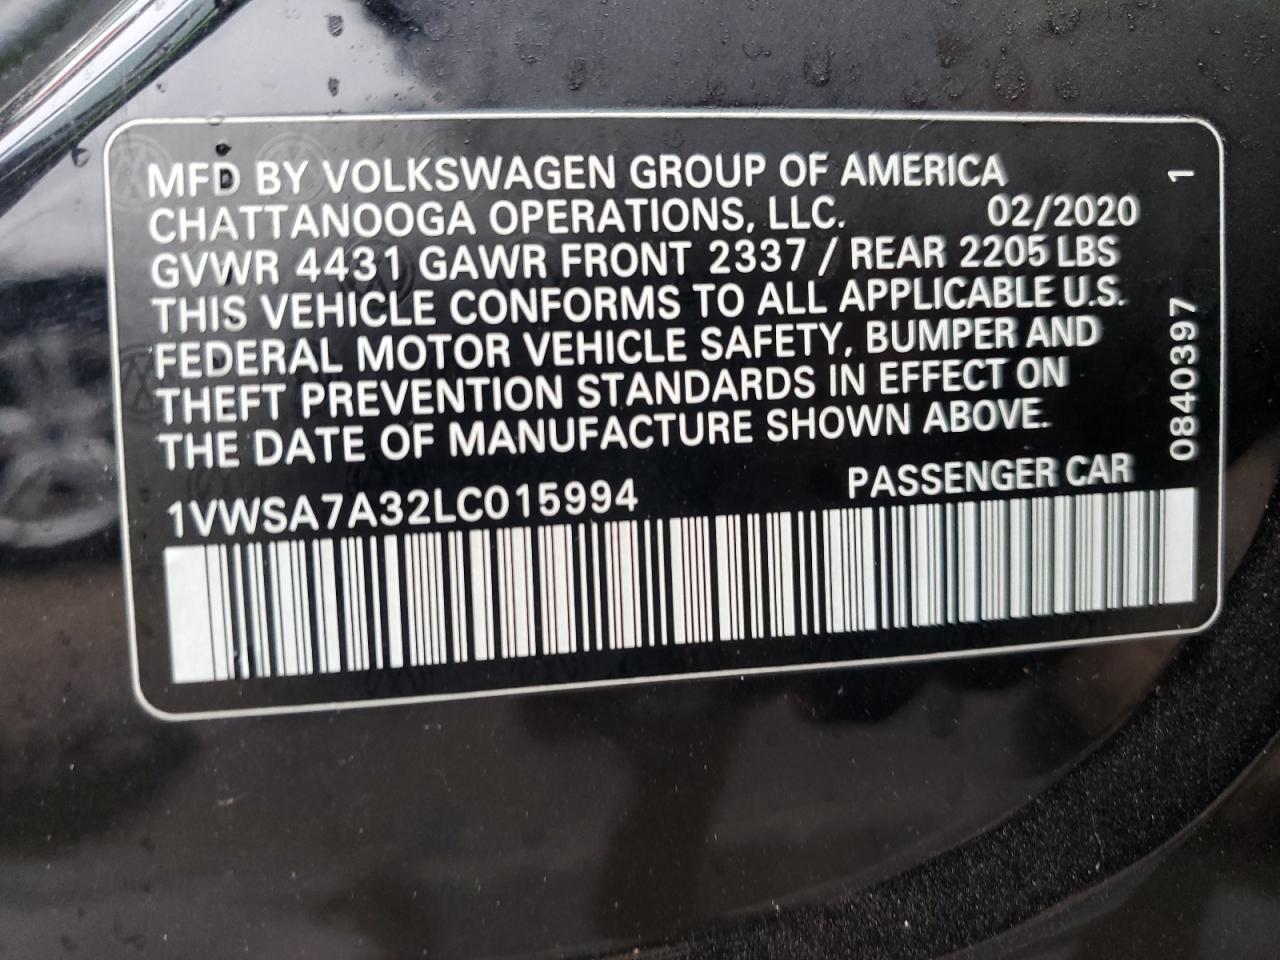 MFD BY VOLKSWAGEN GROUP OF AMERICA
CHATTANOOGA OPERATIONS, LLC. 02/2020
GVWR 4431 GAWR FRONT 2337 / REAR 2205 LBS
THIS VEHICLE CONFORMS TO ALL APPLICABLE U.S.
FEDERAL MOTOR VEHICLE SAFETY, BUMPER AND
THEFT PREVENTION STANDARDS IN EFFECT ON
THE DATE OF MANUFACTURE SHOWN ABOVE.
1VWSA7A32LC015994 PASSENGER CAR
0840397 1